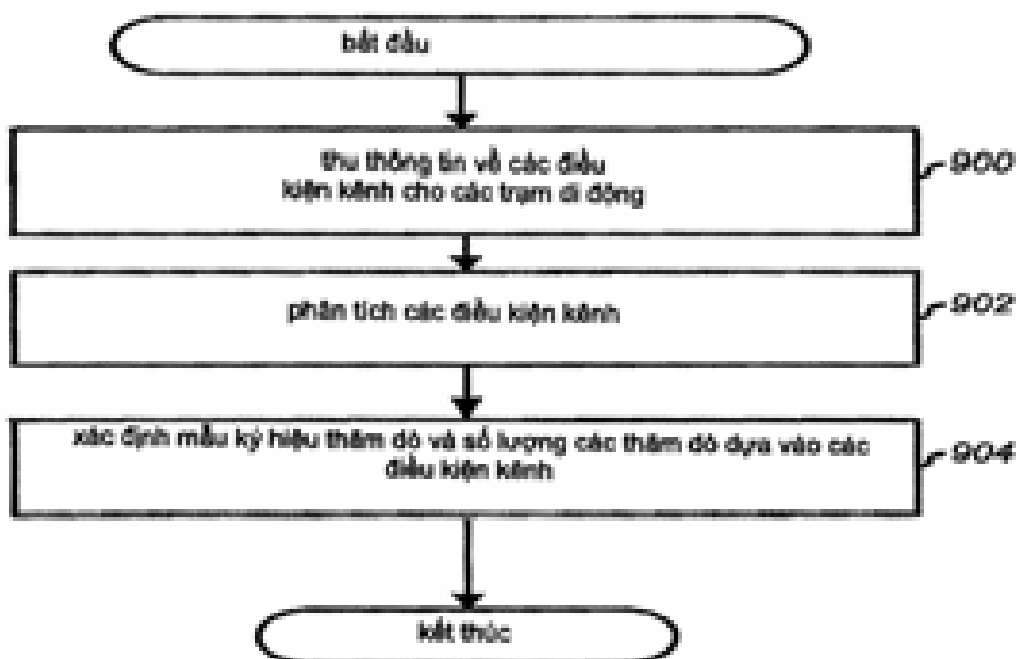 bắt đầu
thu thông tin về các điều
kiện kênh cho các trạm di động
900
phân tích các điều kiện kênh
902
xác định mẫu ký hiệu thăm dò và số lượng các thăm dò dựa vào các
điều kiện kênh
904
kết thúc